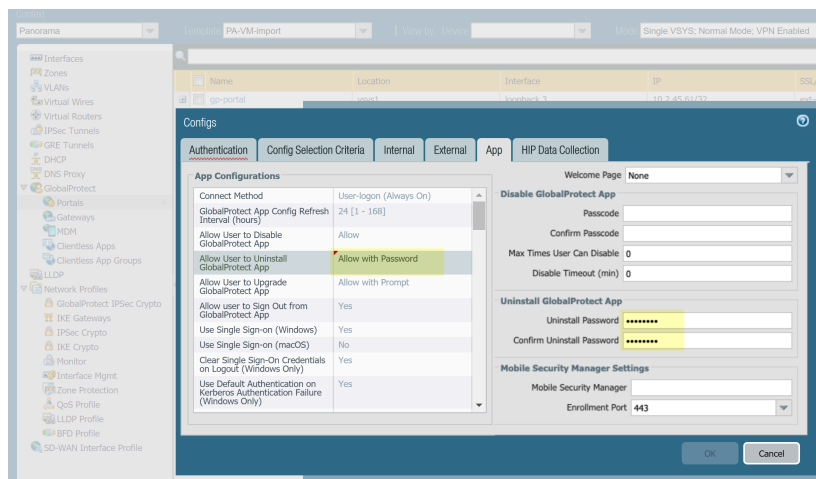 Context
Panorama
Template PA-VM-import
View by Device
Mode Single VSYS; Normal Mode; VPN Enabled
Interfaces
Zones
VLANs
Virtual Wires
Virtual Routers
IPSec Tunnels
GRE Tunnels
DHCP
DNS Proxy
GlobalProtect
Portals
Gateways
MDM
Clientless Apps
Clientless App Groups
LLDP
Network Profiles
GlobalProtect IPSec Crypto
IKE Gateways
IPSec Crypto
IKE Crypto
Monitor
Interface Mgmt
Zone Protection
QoS Profile
LLDP Profile
BFD Profile
SD-WAN Interface Profile
Name Location Interface IP
gp-portal vsys1 loopback.3 10.2.45.61/32
Configs
Authentication Config Selection Criteria Internal External App HIP Data Collection
App Configurations
Connect Method User-logon (Always On)
GlobalProtect App Config Refresh 24 [1 - 168]
Interval (hours)
Allow User to Disable Allow
GlobalProtect App
Allow User to Uninstall Allow with Password
GlobalProtect App
Allow User to Upgrade Allow with Prompt
GlobalProtect App
Allow user to Sign Out from Yes
GlobalProtect App
Use Single Sign-on (Windows) Yes
Use Single Sign-on (macOS) No
Clear Single Sign-On Credentials Yes
on Logout (Windows Only)
Use Default Authentication on Yes
Kerberos Authentication Failure
(Windows Only)
Welcome Page None
Disable GlobalProtect App
Passcode
Confirm Passcode
Max Times User Can Disable 0
Disable Timeout (min) 0
Uninstall GlobalProtect App
Uninstall Password ••••••••
Confirm Uninstall Password ••••••••
Mobile Security Manager Settings
Mobile Security Manager
Enrollment Port 443
OK Cancel